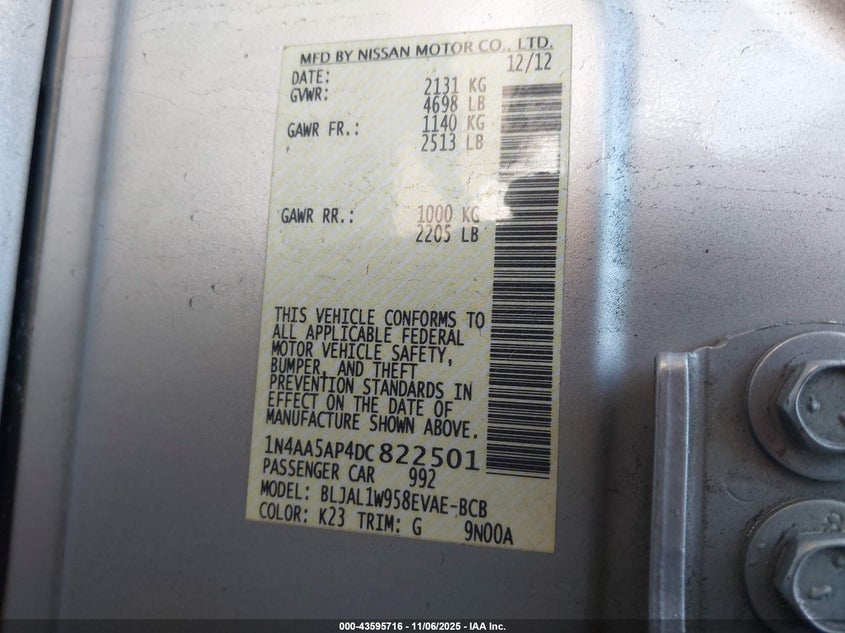 MFD BY NISSAN MOTOR CO., LTD.
DATE: 12/12
GVWR: 2131 KG
4698 LB
GAWR FR.: 1140 KG
2513 LB
GAWR RR.: 1000 KG
2205 LB
THIS VEHICLE CONFORMS TO
ALL APPLICABLE FEDERAL
MOTOR VEHICLE SAFETY,
BUMPER, AND THEFT
PREVENTION STANDARDS IN
EFFECT ON THE DATE OF
MANUFACTURE SHOWN ABOVE.
1N4AA5AP4DC822501
PASSENGER CAR 992
MODEL: BLJAL1W958EVAE-BCB
COLOR: K23 TRIM: G 9N00A
000-43595716 - 11/06/2025 - IAA Inc.